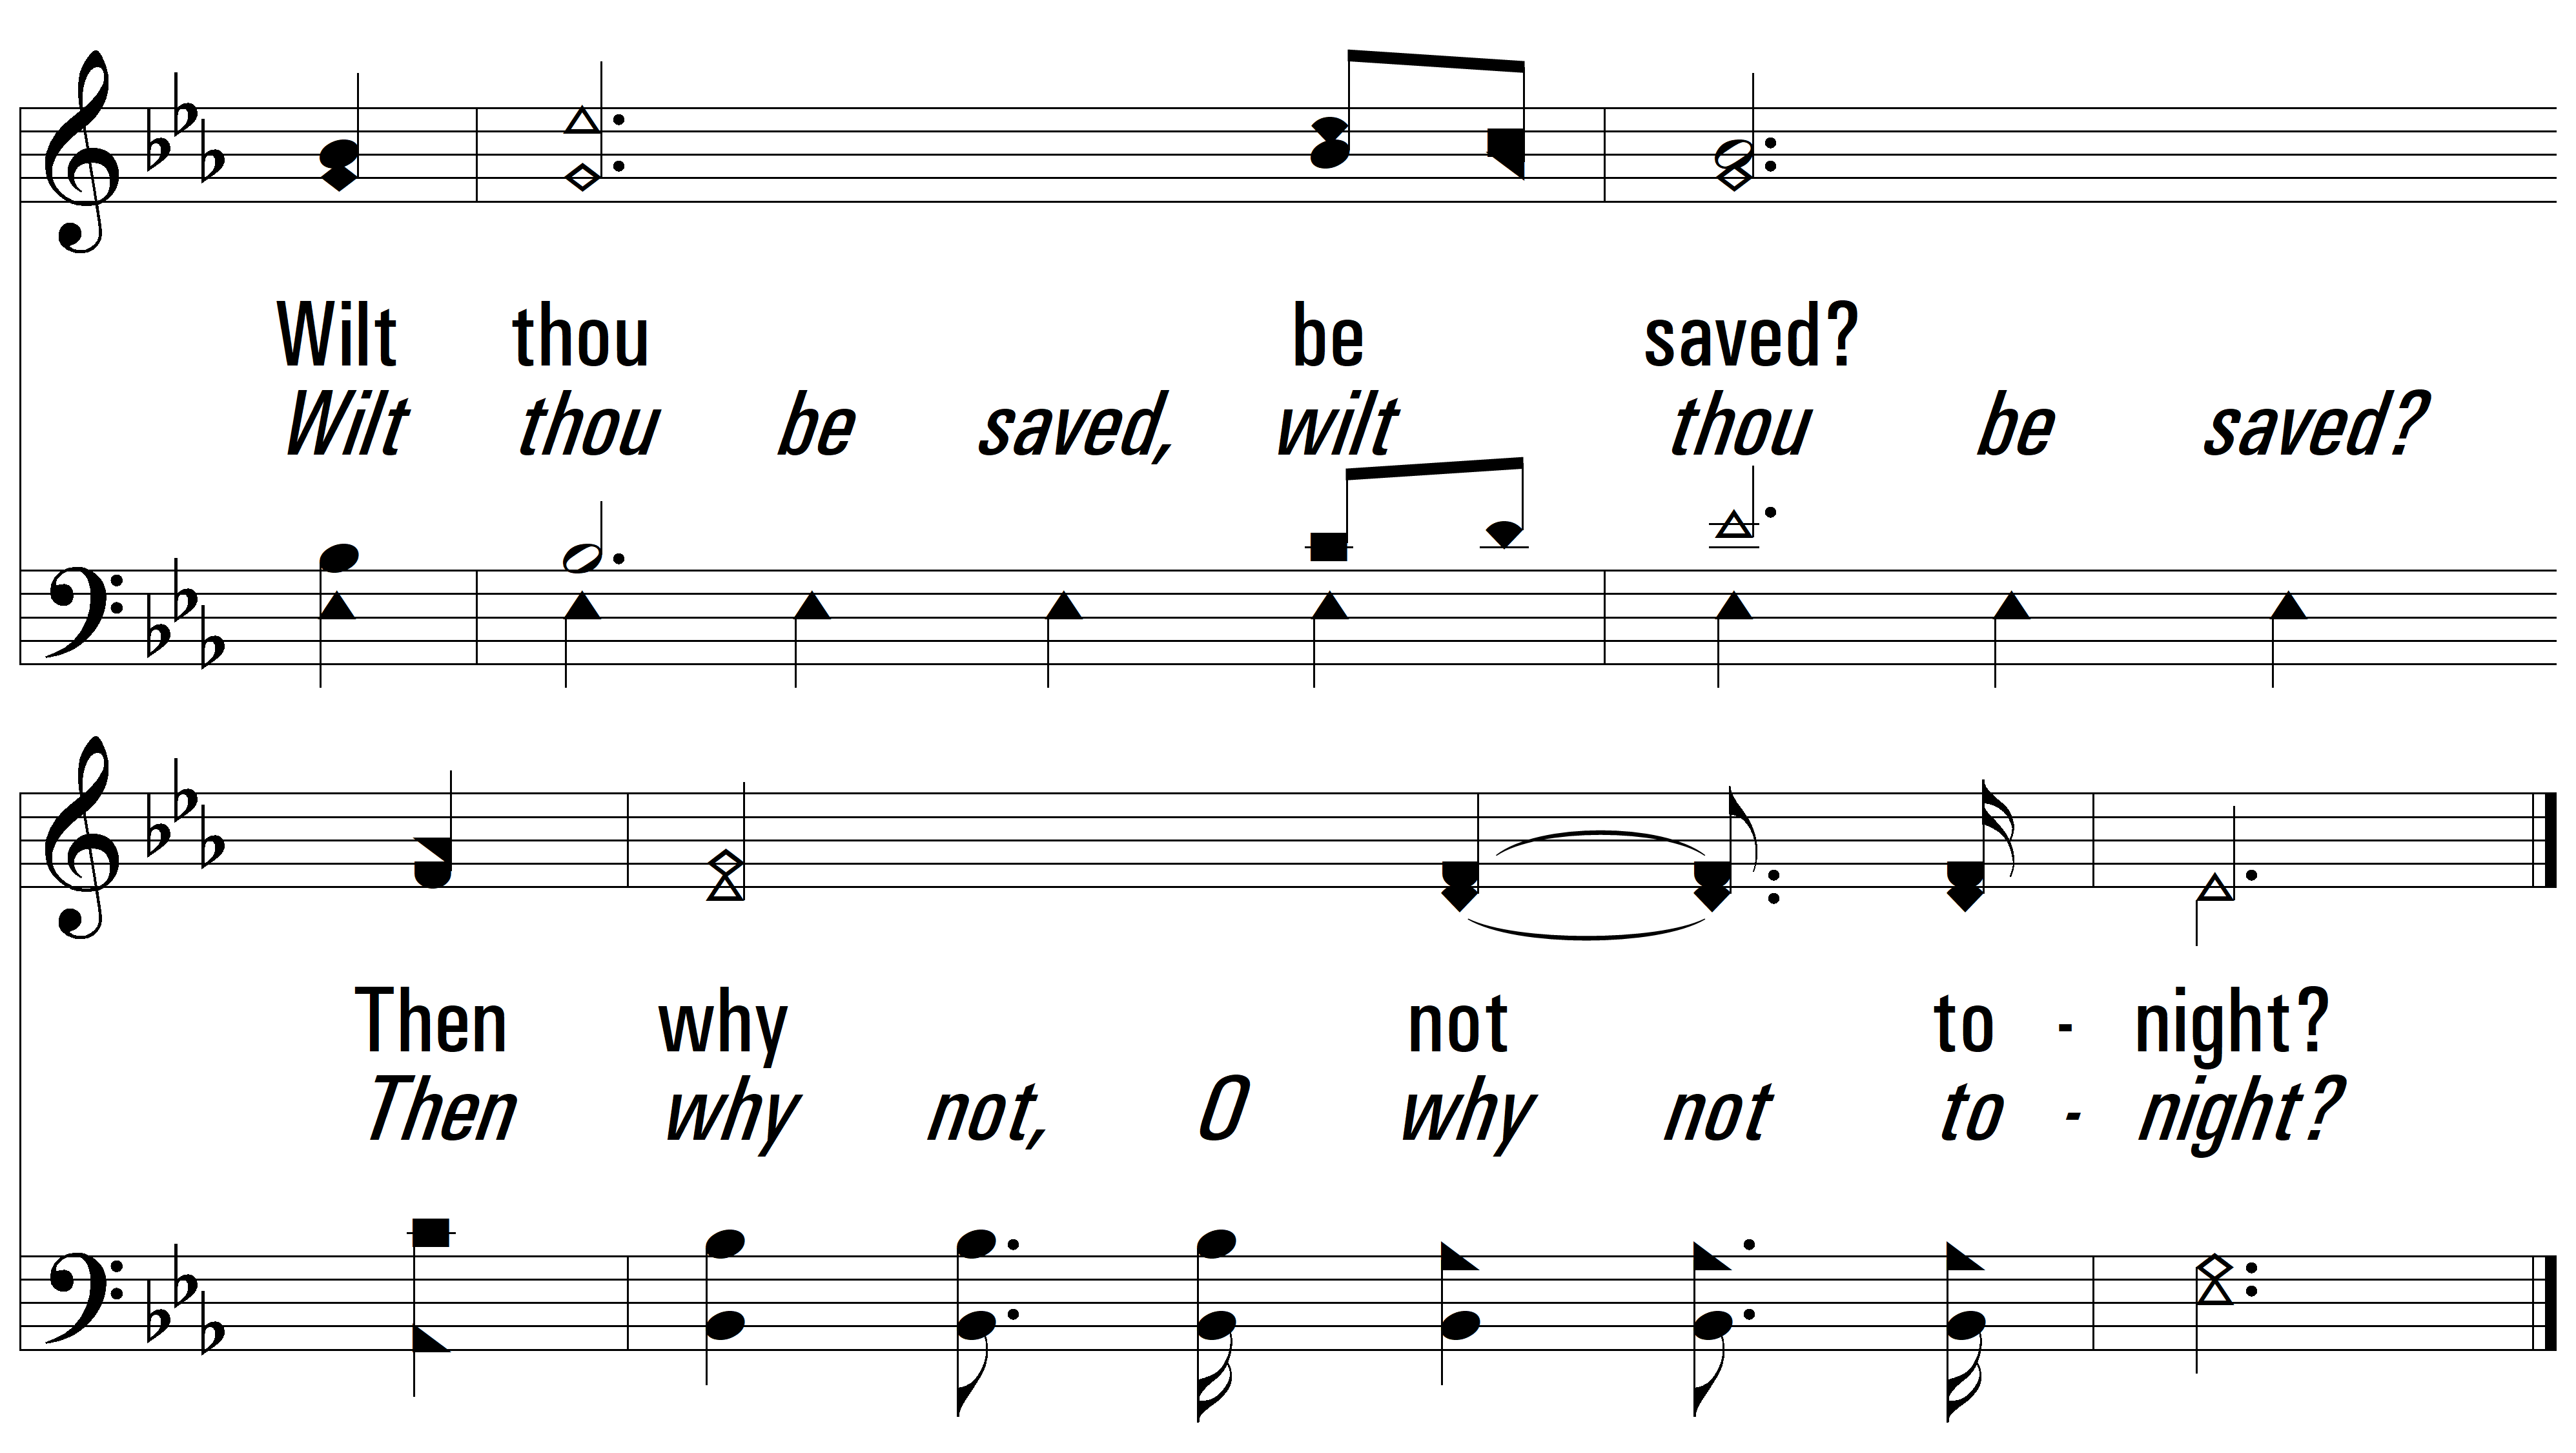 Wilt thou be saved?
Wilt thou be saved, wilt thou be saved?
Then why not to - night?
Then why not, O why not to - night?